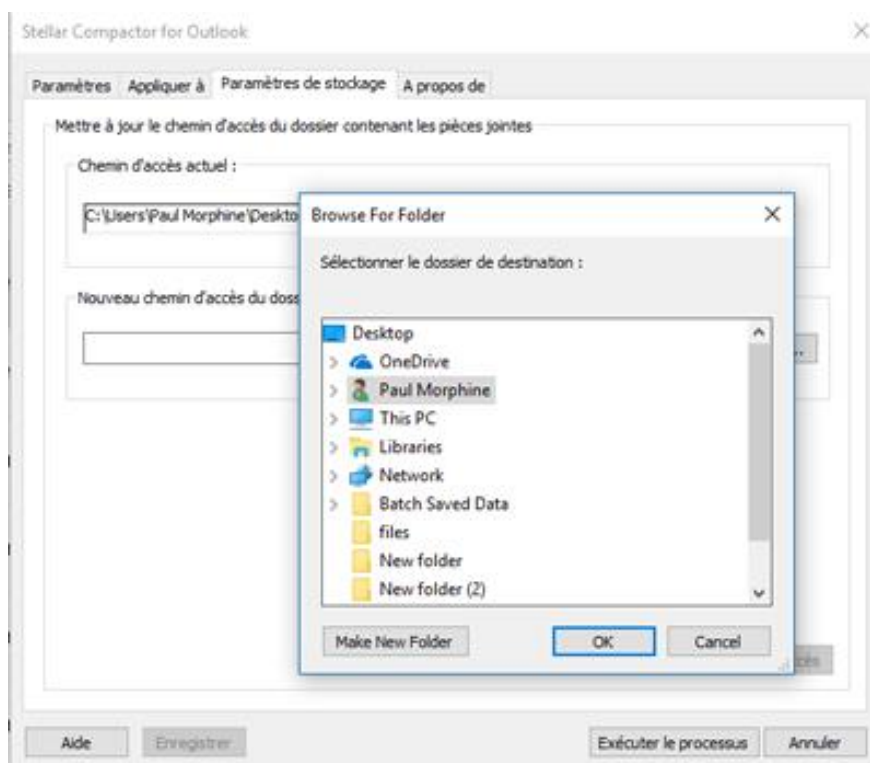 Stellar Compactor for Outlook
Paramètres Appliquer à Paramètres de stockage A propos de
Mettre à jour le chemin d'accès du dossier contenant les pièces jointes
Chemin d'accès actuel :
C:\Users\Paul Morphine\Deskto
Nouveau chemin d'accès du doss
Browse For Folder
Sélectionner le dossier de destination :
Desktop
OneDrive
Paul Morphine
This PC
Libraries
Network
Batch Saved Data
files
New folder
New folder (2)
Make New Folder OK Cancel
Aide Enregistrer Exécuter le processus Annuler